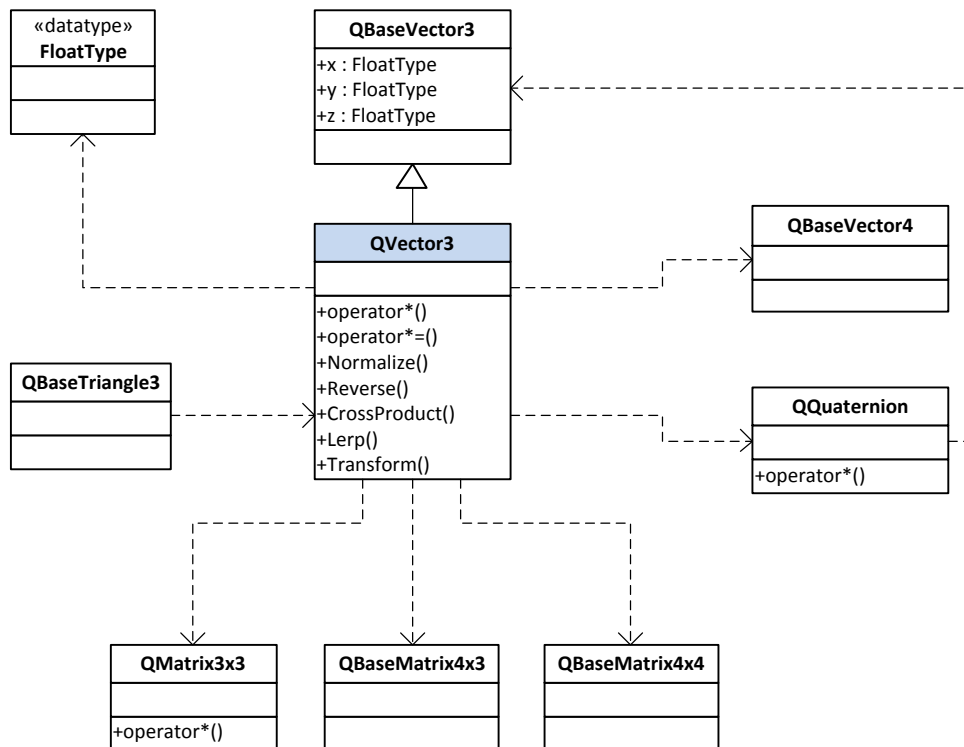 «datatype»
FloatType
QBaseVector3
+x : FloatType
+y : FloatType
+z : FloatType
QVector3
+operator*()
+operator*=()
+Normalize()
+Reverse()
+CrossProduct()
+Lerp()
+Transform()
QBaseVector4
QBaseTriangle3
QQuaternion
+operator*()
QMatrix3x3
+operator*()
QBaseMatrix4x3
QBaseMatrix4x4